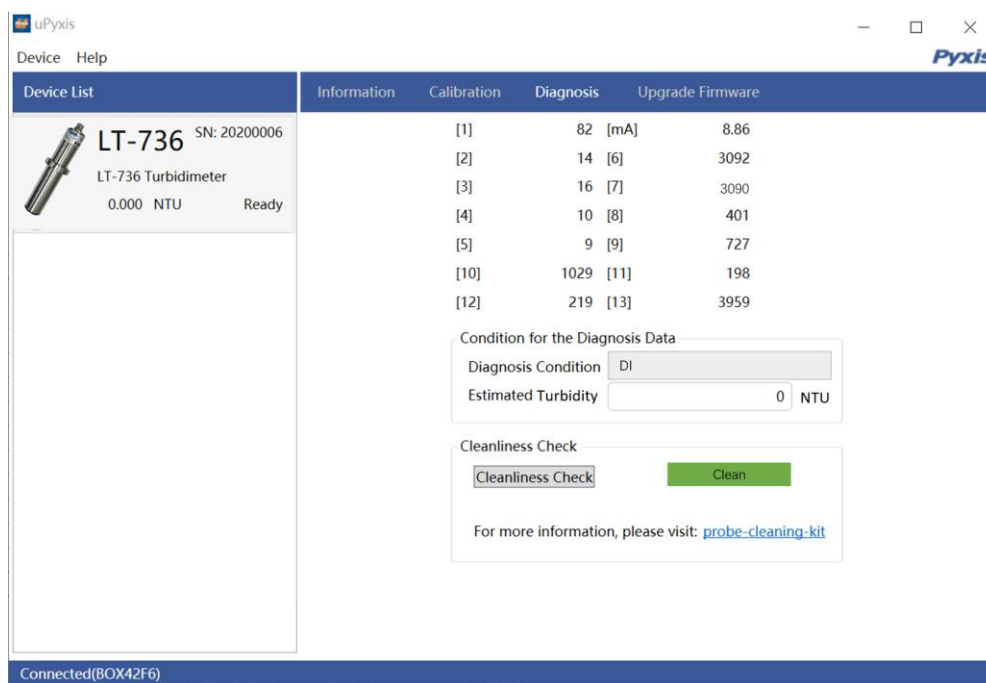 uPyxis
Device Help
Pyxis
Device List
Information Calibration Diagnosis Upgrade Firmware
LT-736 SN: 20200006
LT-736 Turbidimeter
0.000 NTU Ready
[1] 82 [mA] 8.86
[2] 14 [6] 3092
[3] 16 [7] 3090
[4] 10 [8] 401
[5] 9 [9] 727
[10] 1029 [11] 198
[12] 219 [13] 3959
Condition for the Diagnosis Data
Diagnosis Condition DI
Estimated Turbidity 0 NTU
Cleanliness Check
Cleanliness Check Clean
For more information, please visit: probe-cleaning-kit
Connected(BOX42F6)